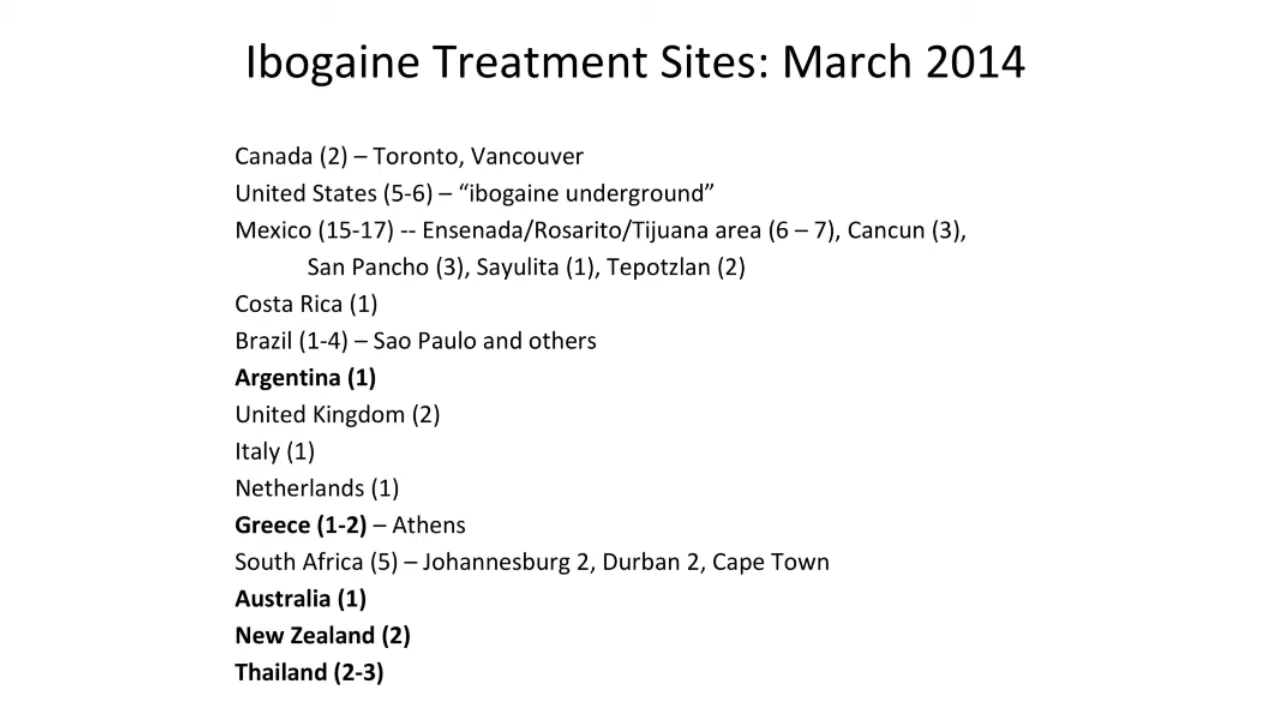 Ibogaine Treatment Sites: March 2014
Canada (2) – Toronto, Vancouver
United States (5-6) – “ibogaine underground”
Mexico (15-17) -- Ensenada/Rosarito/Tijuana area (6 – 7), Cancun (3),
San Pancho (3), Sayulita (1), Tepotzlan (2)
Costa Rica (1)
Brazil (1-4) – Sao Paulo and others
Argentina (1)
United Kingdom (2)
Italy (1)
Netherlands (1)
Greece (1-2) – Athens
South Africa (5) – Johannesburg 2, Durban 2, Cape Town
Australia (1)
New Zealand (2)
Thailand (2-3)